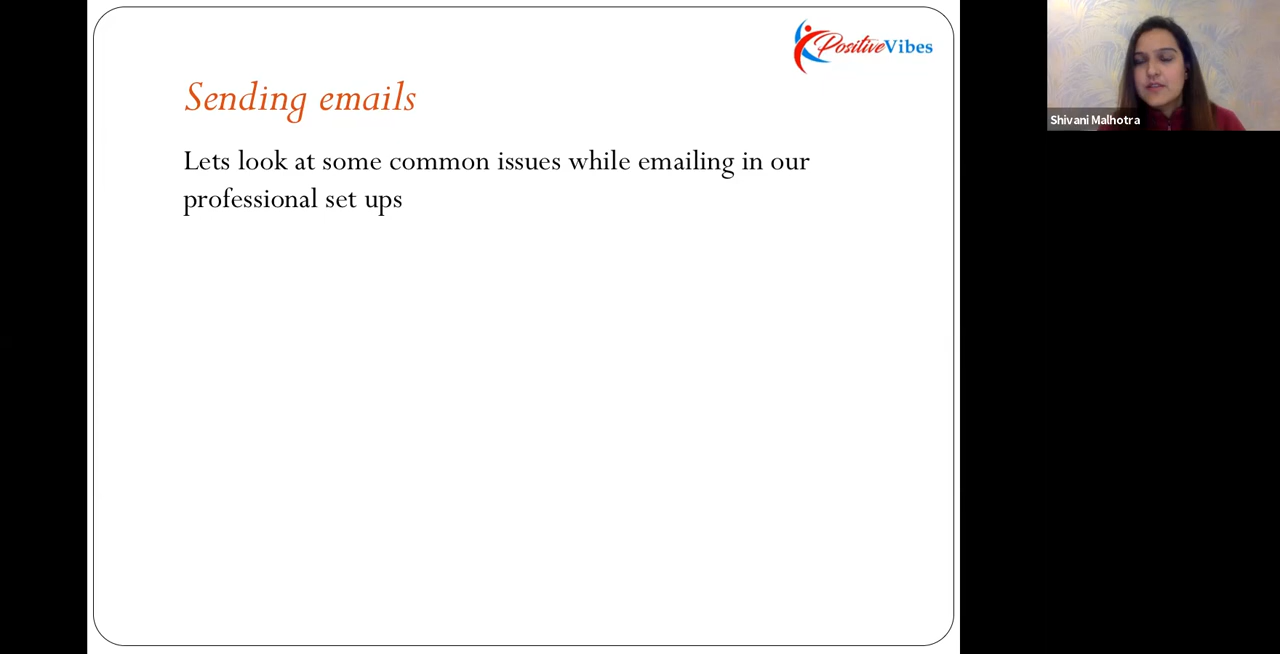 PositiveVibes
Sending emails
Lets look at some common issues while emailing in our
professional set ups
Shivani Malhotra